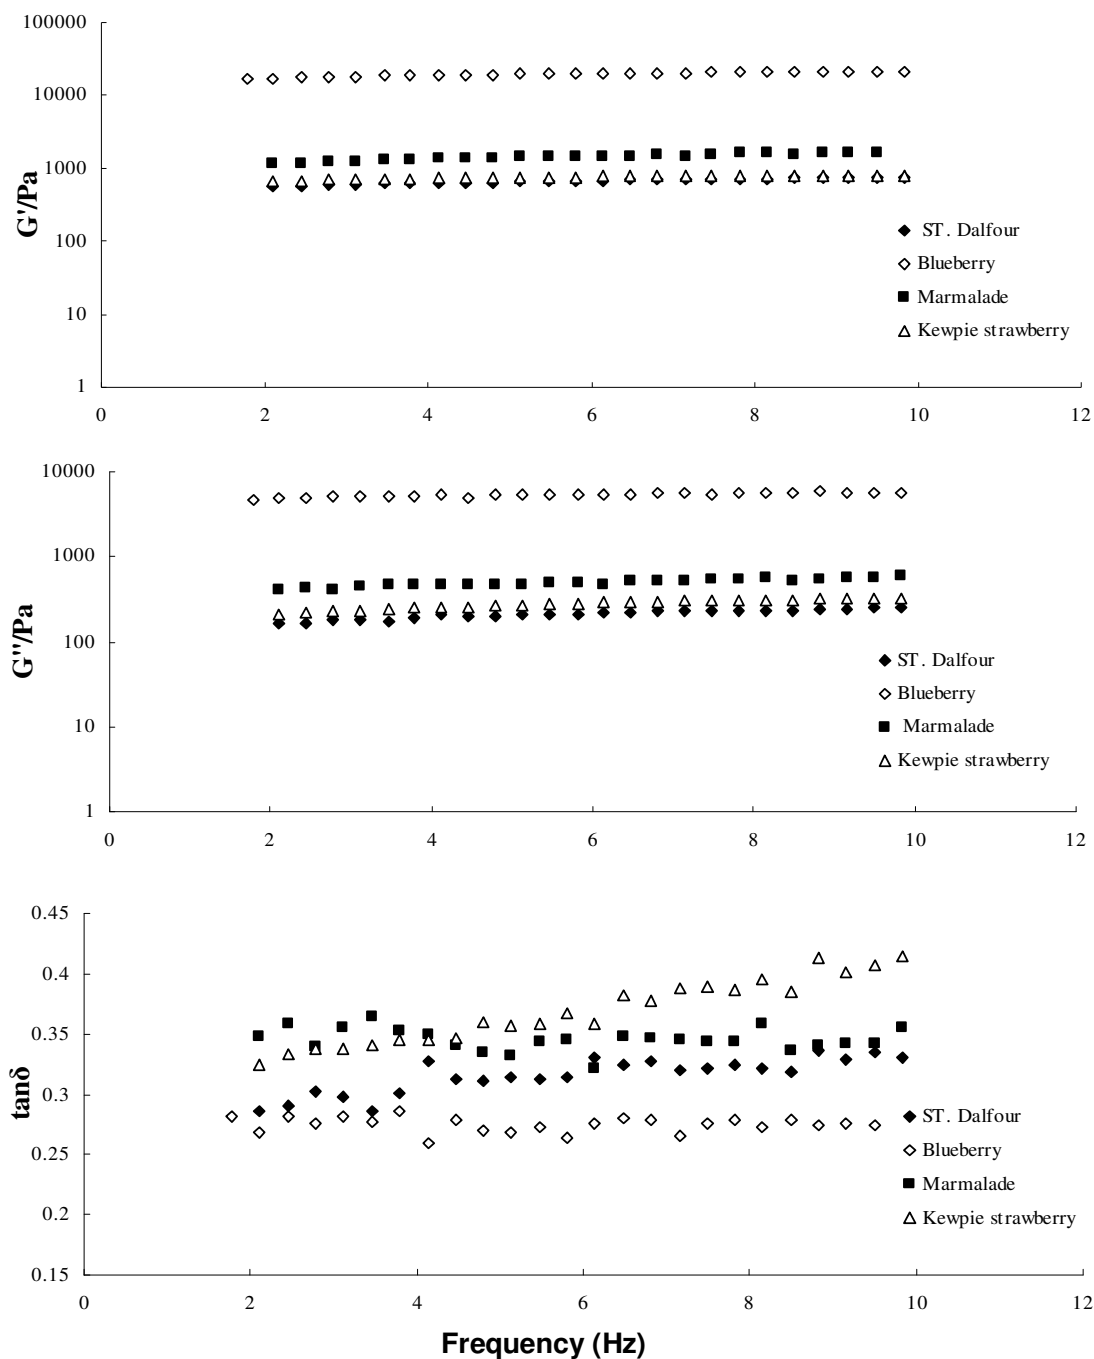 100000
10000
1000
100
10
1
G'/Pa
0 2 4 6 8 10 12
ST. Dalfour
Blueberry
Marmalade
Kewpie strawberry
10000
1000
100
10
1
G''/Pa
0 2 4 6 8 10 12
ST. Dalfour
Blueberry
Marmalade
Kewpie strawberry
0.45
0.4
0.35
0.3
0.25
0.2
0.15
tanδ
0 2 4 6 8 10 12
ST. Dalfour
Blueberry
Marmalade
Kewpie strawberry
Frequency (Hz)